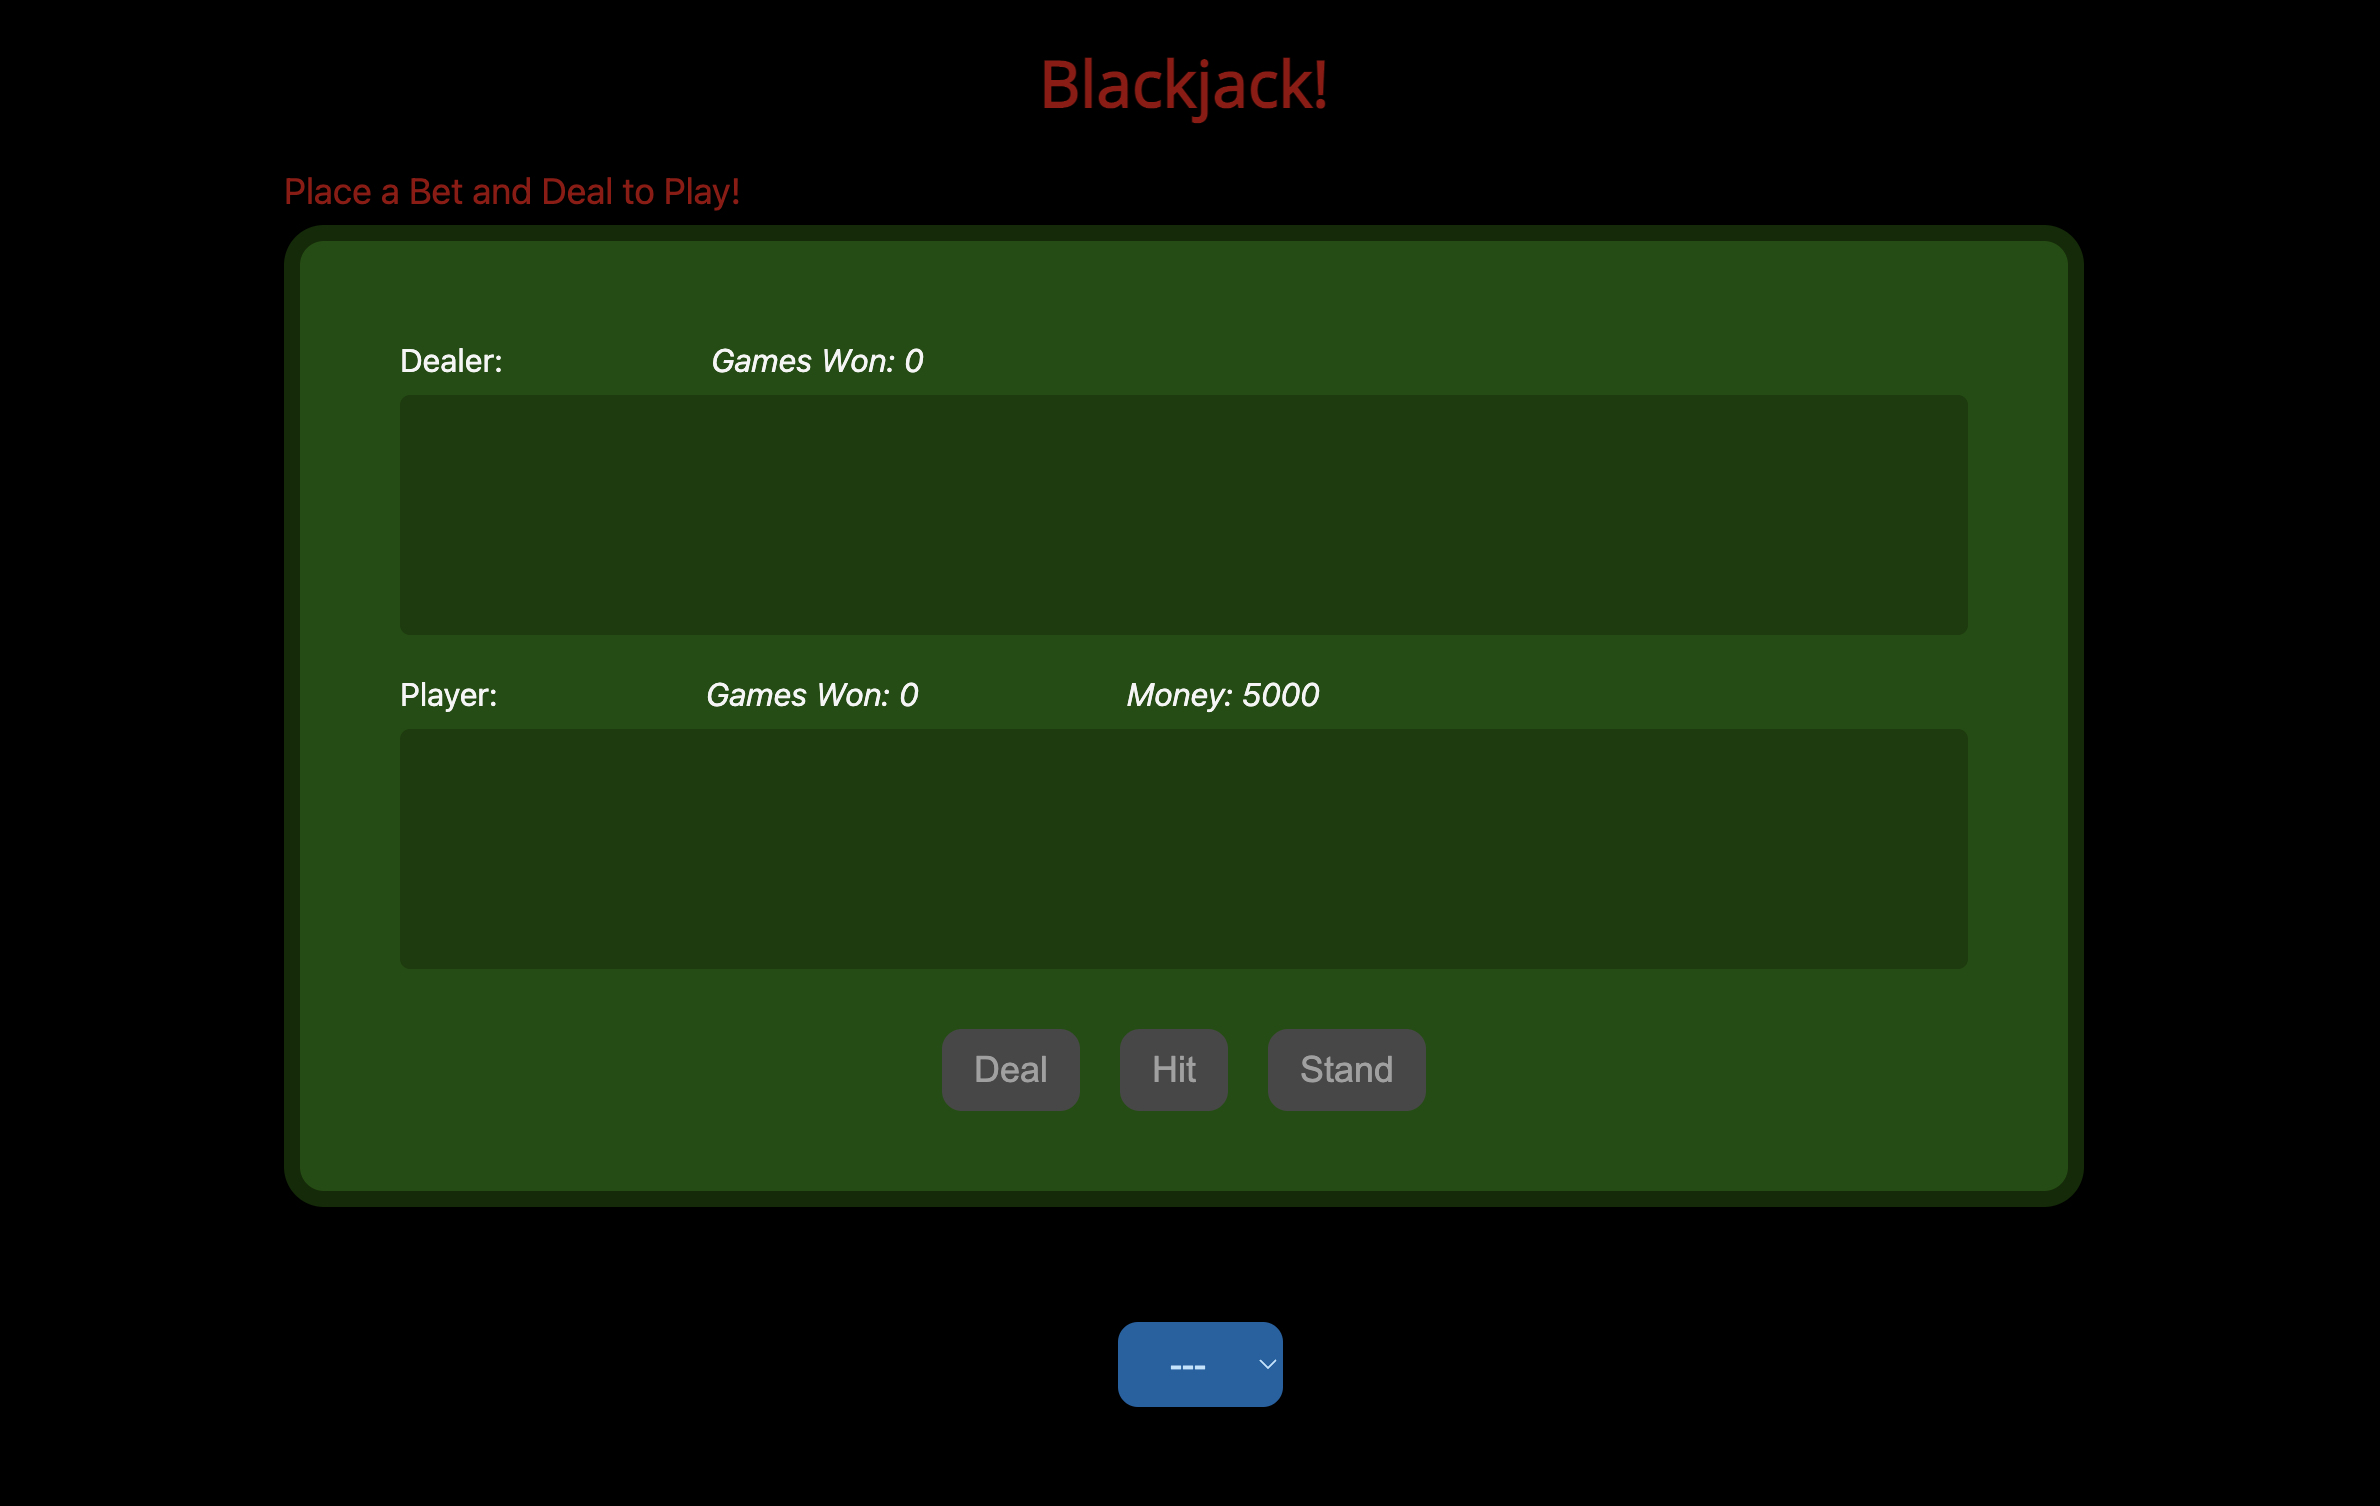 Blackjack!
Place a Bet and Deal to Play!
Dealer: Games Won: 0
Player: Games Won: 0 Money: 5000
Deal Hit Stand
---